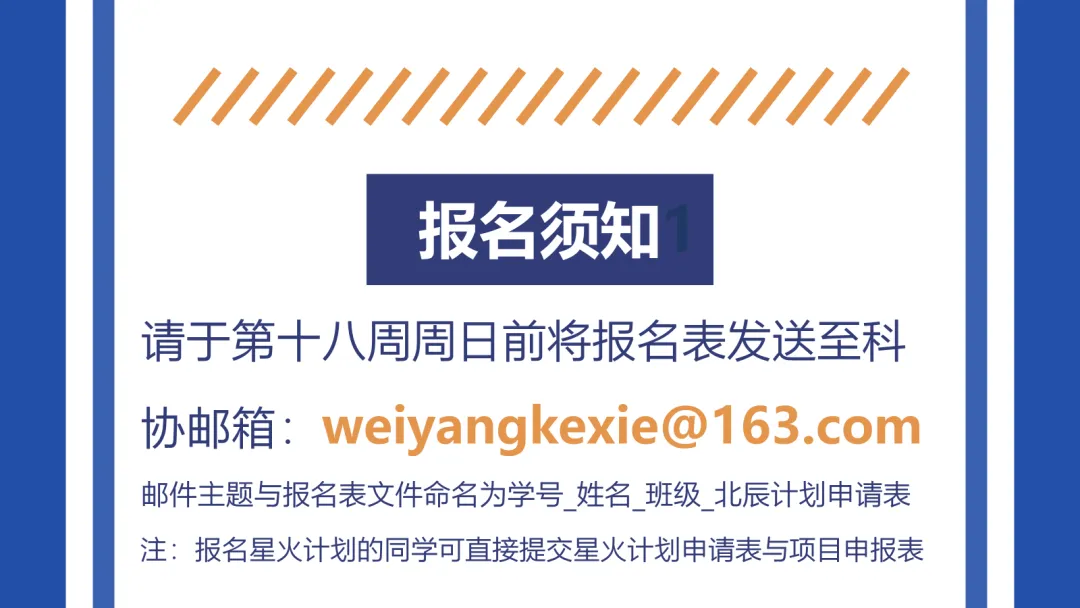 报名须知1
请于第十八周周日前将报名表发送至科
协邮箱：weiyangkexie@163.com
邮件主题与报名表文件命名为学号_姓名_班级_北辰计划申请表
注：报名星火计划的同学可直接提交星火计划申请表与项目申报表